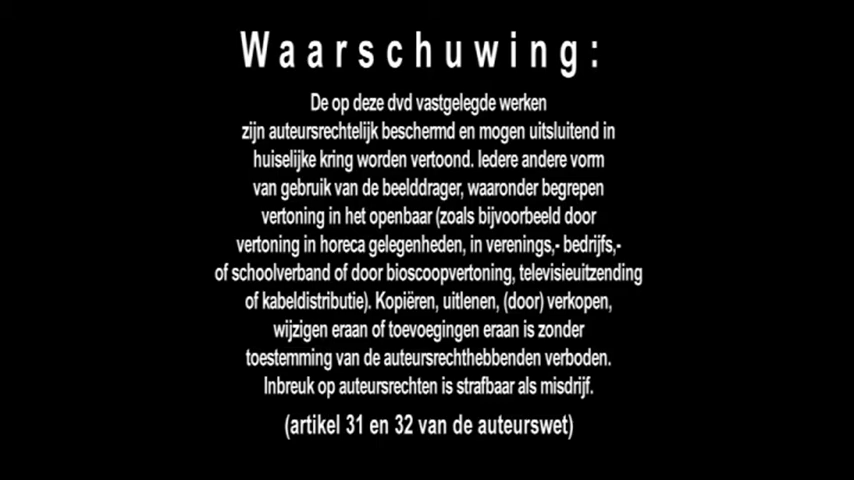 Waarschuwing:
De op deze dvd vastgelegde werken
zijn auteursrechtelijk beschermd en mogen uitsluitend in
huiselijke kring worden vertoond. Iedere andere vorm
van gebruik van de beelddrager, waaronder begrepen
vertoning in het openbaar (zoals bijvoorbeeld door
vertoning in horeca gelegenheden, in verenings,- bedrijfs,-
of schoolverband of door bioscoopvertoning, televisieuitzending
of kabeldistributie). Kopiëren, uitlenen, (door) verkopen,
wijzigen eraan of toevoegingen eraan is zonder
toestemming van de auteursrechthebbenden verboden.
Inbreuk op auteursrechten is strafbaar als misdrijf.
(artikel 31 en 32 van de auteurswet)